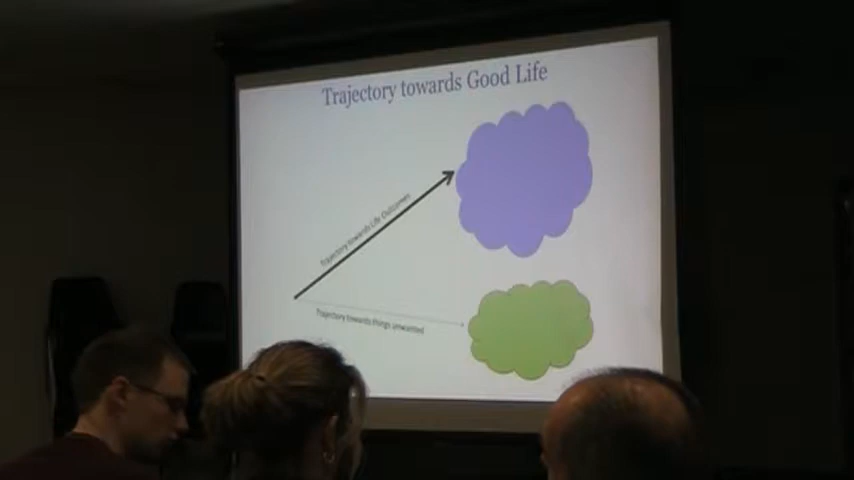 Trajectory towards Good Life
Trajectory towards Life Outcomes
Trajectory towards things unwanted